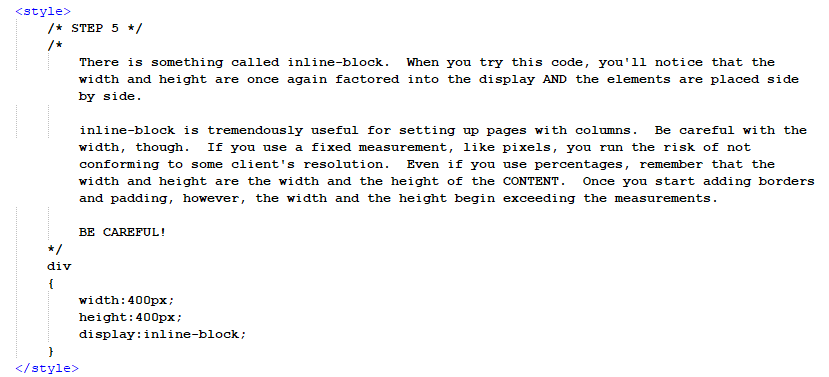 <style>
/* STEP 5 */
/*
There is something called inline-block.  When you try this code, you'll notice that the
width and height are once again factored into the display AND the elements are placed side
by side.
inline-block is tremendously useful for setting up pages with columns.  Be careful with the
width, though.  If you use a fixed measurement, like pixels, you run the risk of not
conforming to some client's resolution.  Even if you use percentages, remember that the
width and height are the width and the height of the CONTENT.  Once you start adding borders
and padding, however, the width and the height begin exceeding the measurements.
BE CAREFUL!
*/
div
{
width:400px;
height:400px;
display:inline-block;
}
</style>